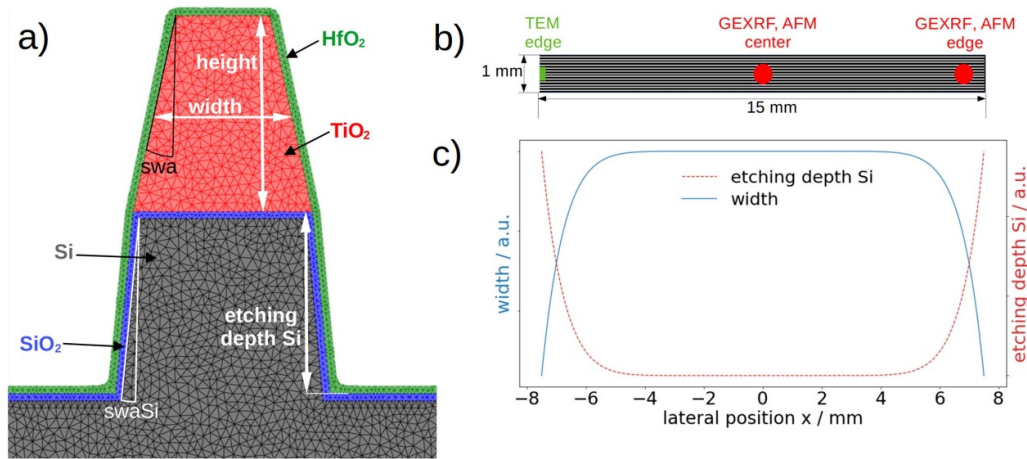 a)
HfO₂
height
width
TiO₂
swa
Si
etching
depth Si
SiO₂
swaSi
b)
TEM
edge
GEXRF, AFM
center
GEXRF, AFM
edge
1 mm
15 mm
c)
etching depth Si
width
width / a.u.
etching depth Si / a.u.
−8 −6 −4 −2 0 2 4 6 8
lateral position x / mm